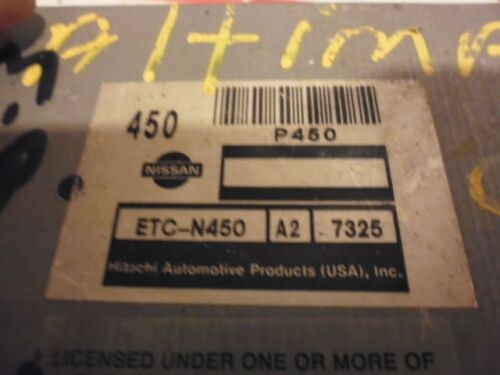 altima
450
P450
NISSAN
ETC-N450 A2 7325
Hitachi Automotive Products (USA), Inc.
LICENSED UNDER ONE OR MORE OF